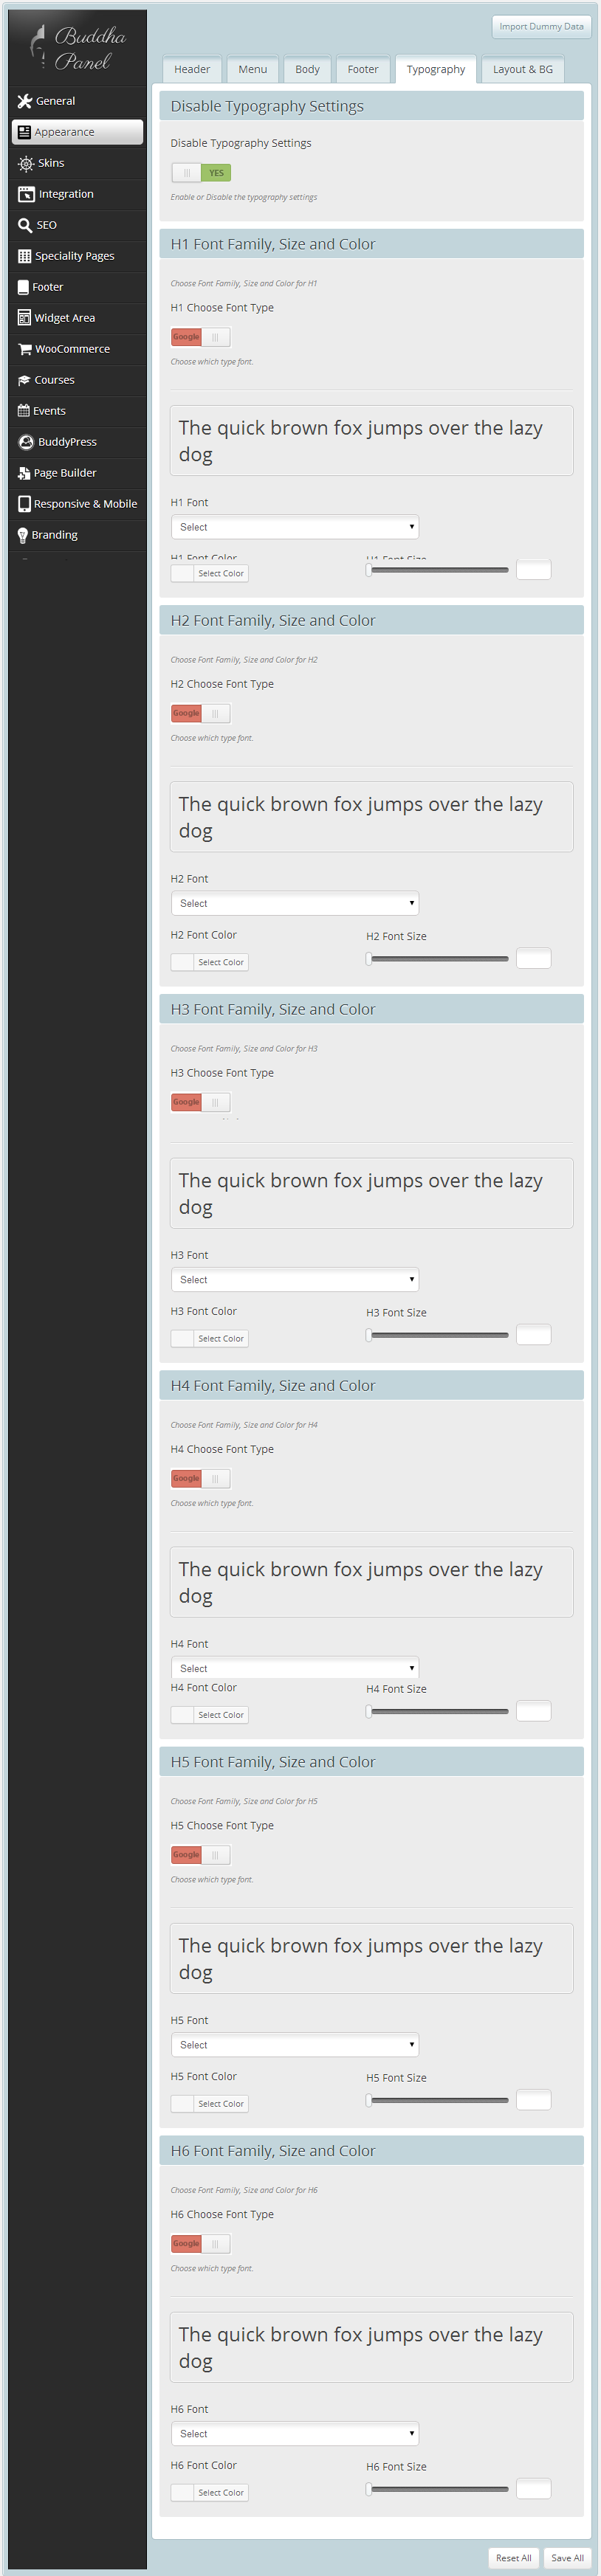 Buddha
Panel
Import Dummy Data
General
Appearance
Skins
Integration
SEO
Speciality Pages
Footer
Widget Area
WooCommerce
Courses
Events
BuddyPress
Page Builder
Responsive & Mobile
Branding
Header Menu Body Footer Typography Layout & BG
Disable Typography Settings
Disable Typography Settings
YES
Enable or Disable the typography settings
H1 Font Family, Size and Color
Choose Font Family, Size and Color for H1
H1 Choose Font Type
Google
Choose which type font.
The quick brown fox jumps over the lazy
dog
H1 Font
Select
H1 Font Color H1 Font Size
Select Color
H2 Font Family, Size and Color
Choose Font Family, Size and Color for H2
H2 Choose Font Type
Google
Choose which type font.
The quick brown fox jumps over the lazy
dog
H2 Font
Select
H2 Font Color H2 Font Size
Select Color
H3 Font Family, Size and Color
Choose Font Family, Size and Color for H3
H3 Choose Font Type
Google
The quick brown fox jumps over the lazy
dog
H3 Font
Select
H3 Font Color H3 Font Size
Select Color
H4 Font Family, Size and Color
Choose Font Family, Size and Color for H4
H4 Choose Font Type
Google
Choose which type font.
The quick brown fox jumps over the lazy
dog
H4 Font
Select
H4 Font Color H4 Font Size
Select Color
H5 Font Family, Size and Color
Choose Font Family, Size and Color for H5
H5 Choose Font Type
Google
Choose which type font.
The quick brown fox jumps over the lazy
dog
H5 Font
Select
H5 Font Color H5 Font Size
Select Color
H6 Font Family, Size and Color
Choose Font Family, Size and Color for H6
H6 Choose Font Type
Google
Choose which type font.
The quick brown fox jumps over the lazy
dog
H6 Font
Select
H6 Font Color H6 Font Size
Select Color
Reset All Save All